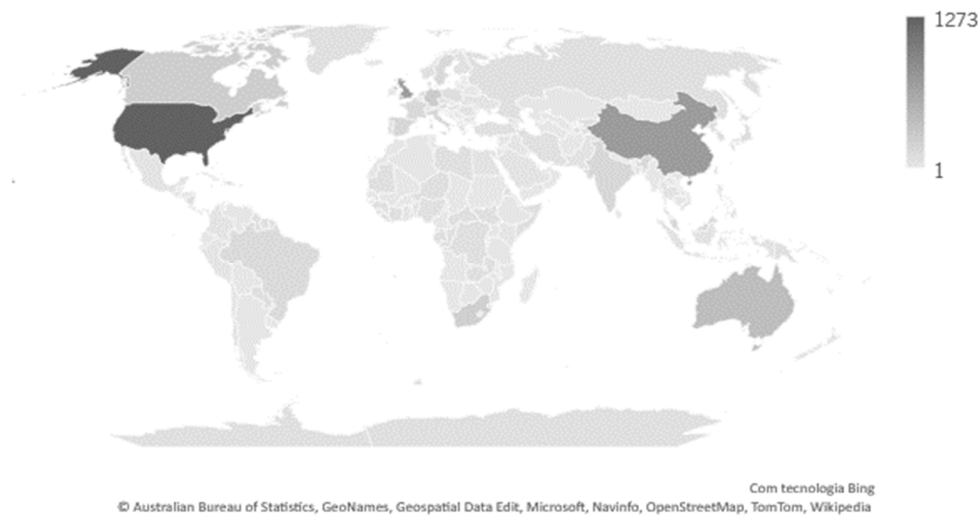 1273
1
Com tecnologia Bing
© Australian Bureau of Statistics, GeoNames, Geospatial Data Edit, Microsoft, Navinfo, OpenStreetMap, TomTom, Wikipedia